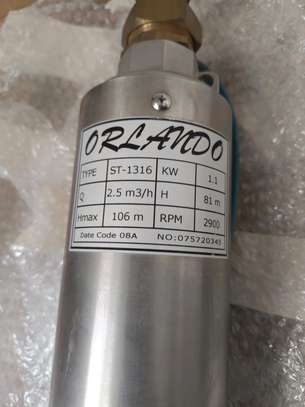 ORLANDO
TYPE ST-1316 KW 1.1
Q 2.5 m3/h H 81 m
Hmax 106 m RPM 2900
Date Code 08A NO:075720345